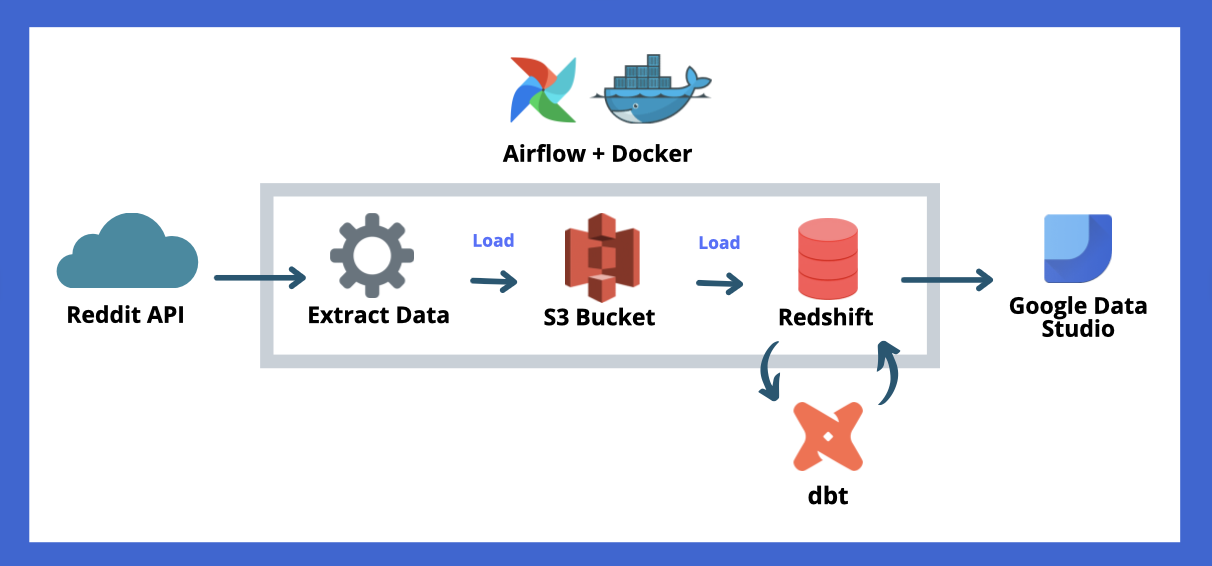 Airflow + Docker
Load
Load
Reddit API
Extract Data
S3 Bucket
Redshift
Google Data
Studio
dbt